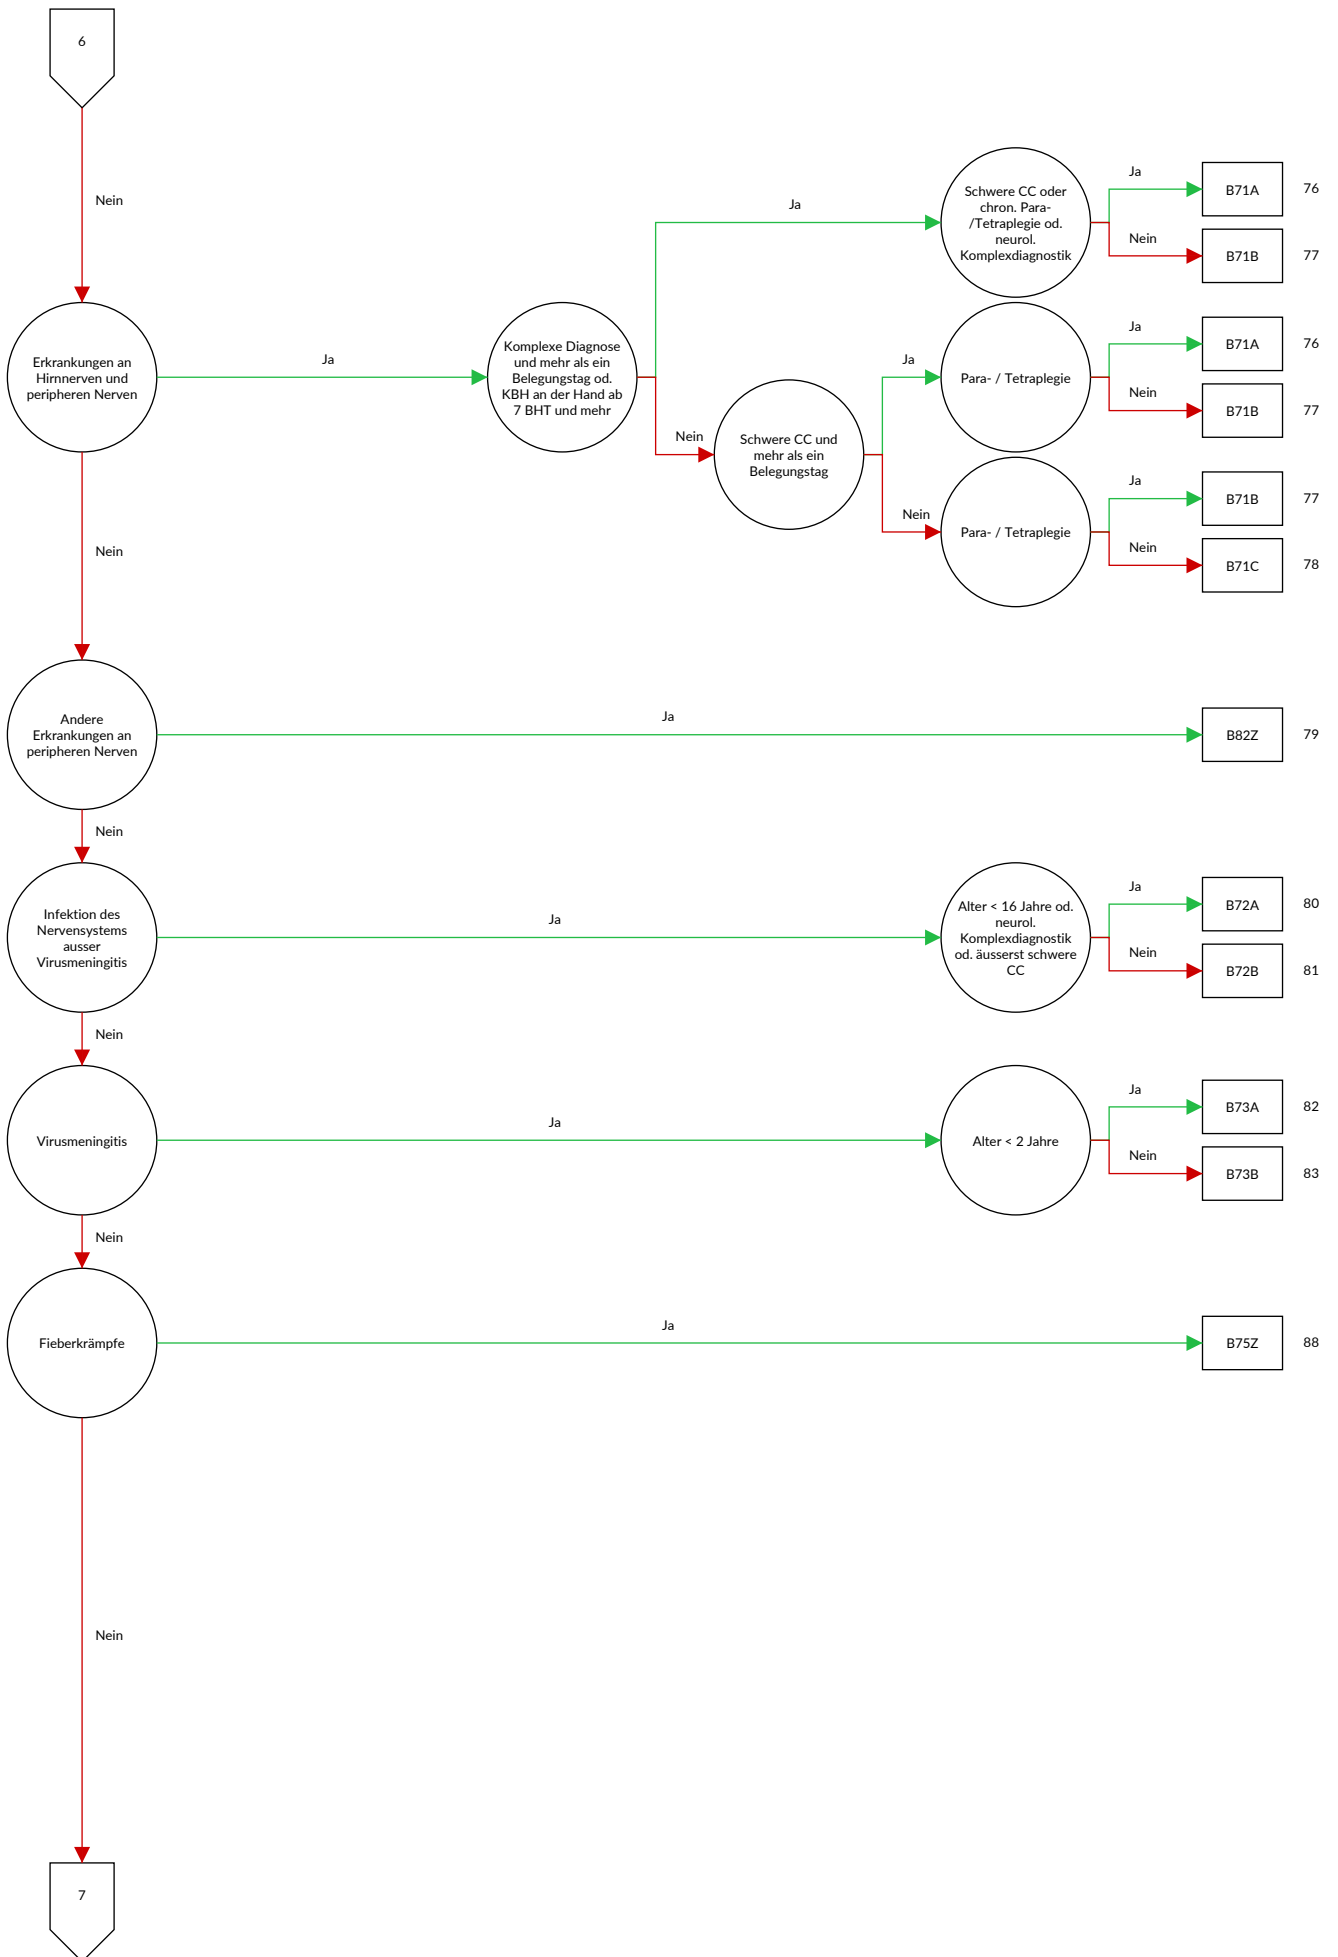 6
Nein
Erkrankungen an
Hirnnerven und
peripheren Nerven
Ja
Komplexe Diagnose
und mehr als ein
Belegungstag od.
KBH an der Hand ab
7 BHT und mehr
Ja
Schwere CC oder
chron. Para-
/Tetraplegie od.
neurol.
Komplexdiagnostik
Ja
B71A
76
Nein
B71B
77
Nein
Schwere CC und
mehr als ein
Belegungstag
Ja
Para- / Tetraplegie
Ja
B71A
76
Nein
B71B
77
Nein
Para- / Tetraplegie
Ja
B71B
77
Nein
B71C
78
Nein
Andere
Erkrankungen an
peripheren Nerven
Ja
B82Z
79
Nein
Infektion des
Nervensystems
ausser
Virusmeningitis
Ja
Alter < 16 Jahre od.
neurol.
Komplexdiagnostik
od. äusserst schwere
CC
Ja
B72A
80
Nein
B72B
81
Nein
Virusmeningitis
Ja
Alter < 2 Jahre
Ja
B73A
82
Nein
B73B
83
Nein
Fieberkrämpfe
Ja
B75Z
88
Nein
7